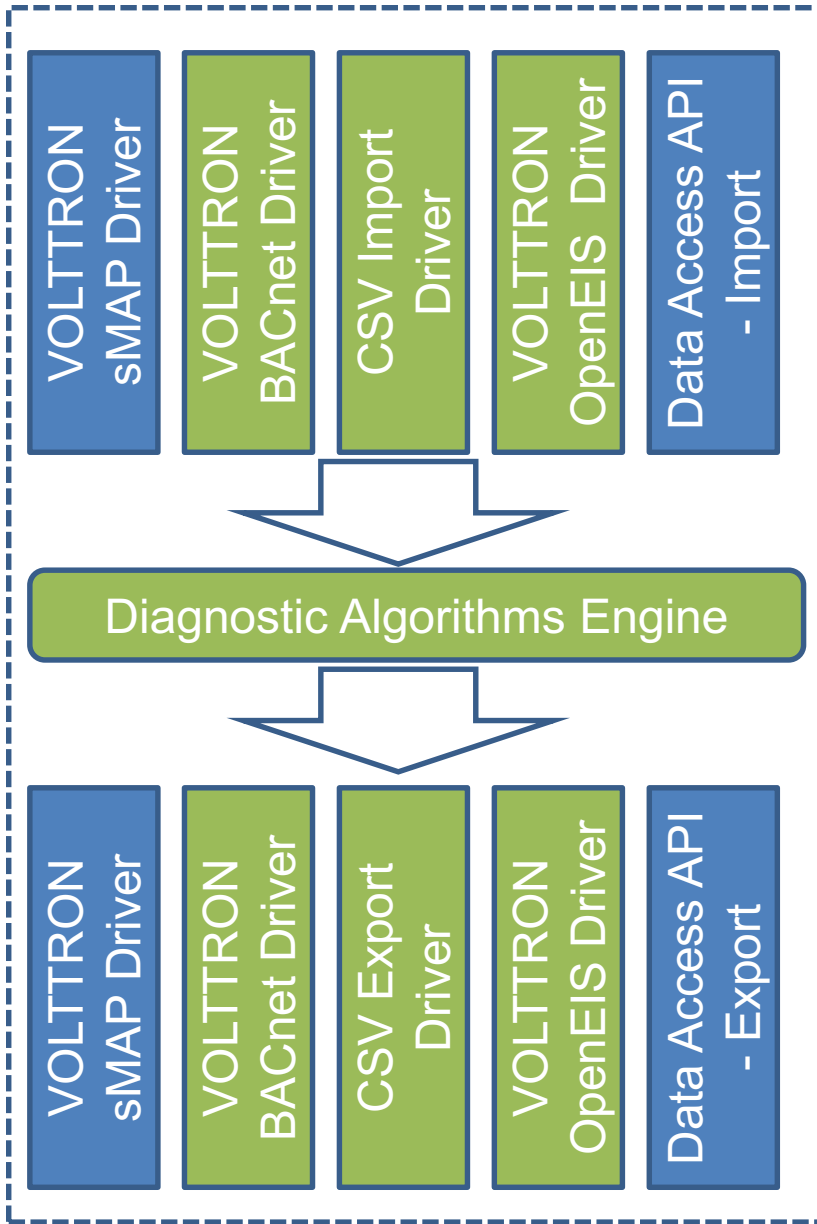 VOLTTRON
sMAP Driver
VOLTTRON
BACnet Driver
CSV Import
Driver
VOLTTRON
OpenEIS  Driver
Data Access API
- Import
Diagnostic Algorithms Engine
VOLTTRON
sMAP Driver
VOLTTRON
BACnet Driver
CSV Export
Driver
VOLTTRON
OpenEIS Driver
Data Access API
- Export